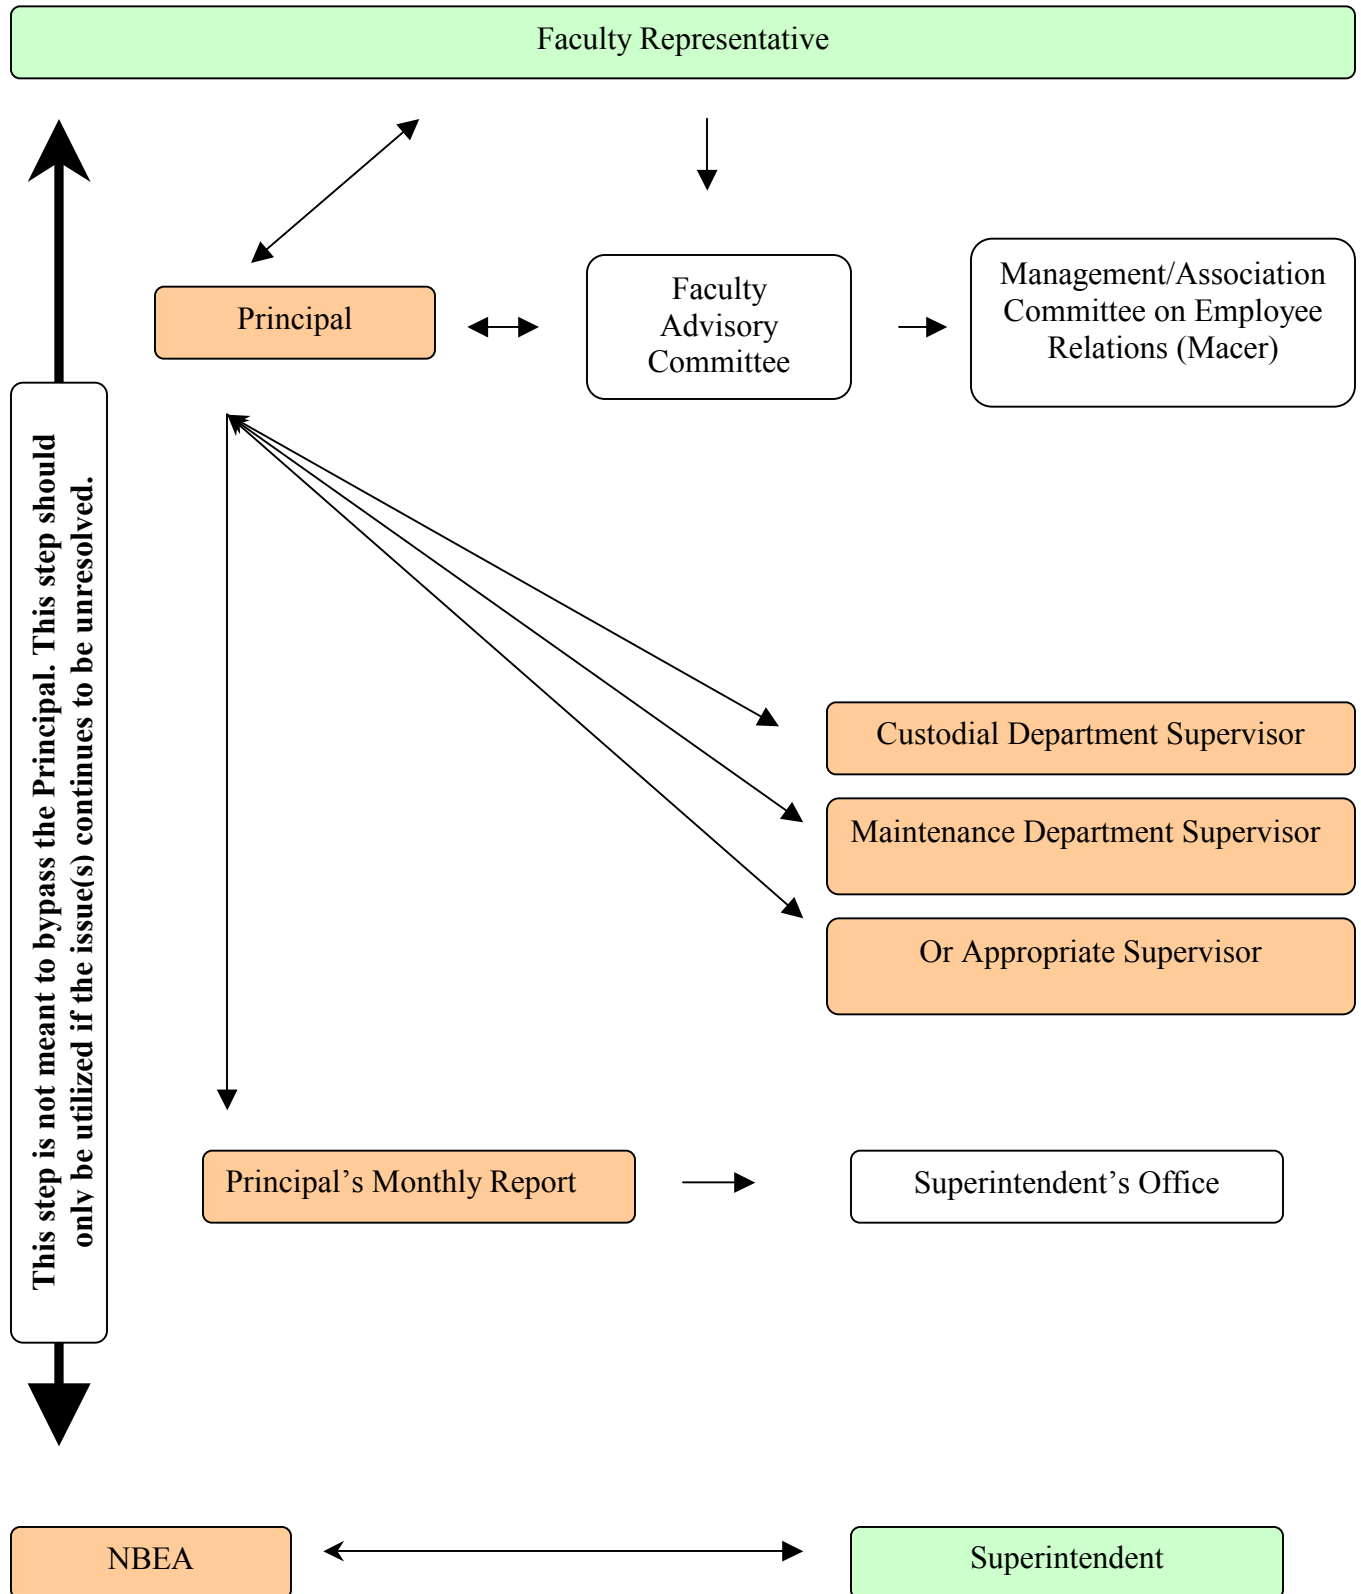 Faculty Representative
Principal
Faculty
Advisory
Committee
Management/Association
Committee on Employee
Relations (Macer)
This step is not meant to bypass the Principal. This step should
only be utilized if the issue(s) continues to be unresolved.
Custodial Department Supervisor
Maintenance Department Supervisor
Or Appropriate Supervisor
Principal’s Monthly Report
Superintendent’s Office
NBEA
Superintendent